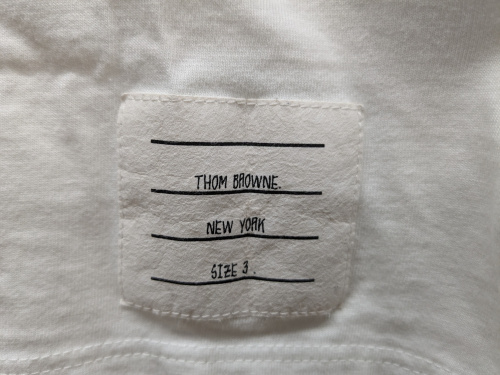 THOM BROWNE.
NEW YORK
SIZE 3.